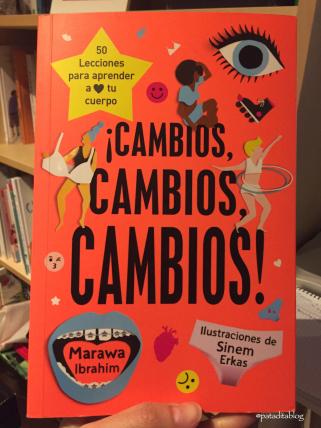 50
Lecciones
para aprender
a ♥ tu
cuerpo
¡CAMBIOS,
CAMBIOS,
CAMBIOS!
Marawa
Ibrahim
Ilustraciones de
Sinem
Erkas
@pataditablog